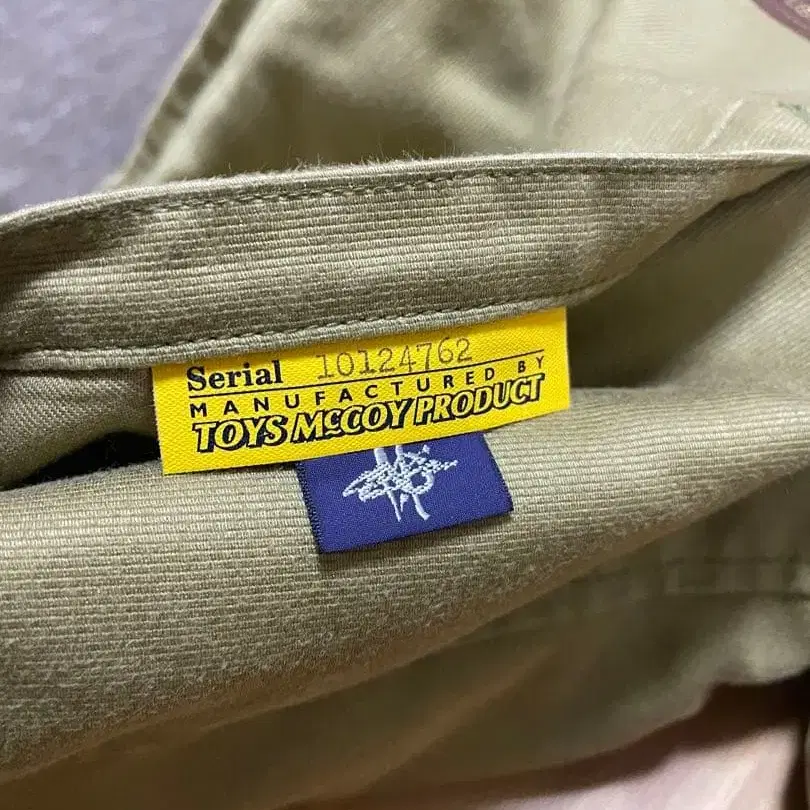 Serial 10124762
MANUFACTURED BY
TOYS McCOY PRODUCT